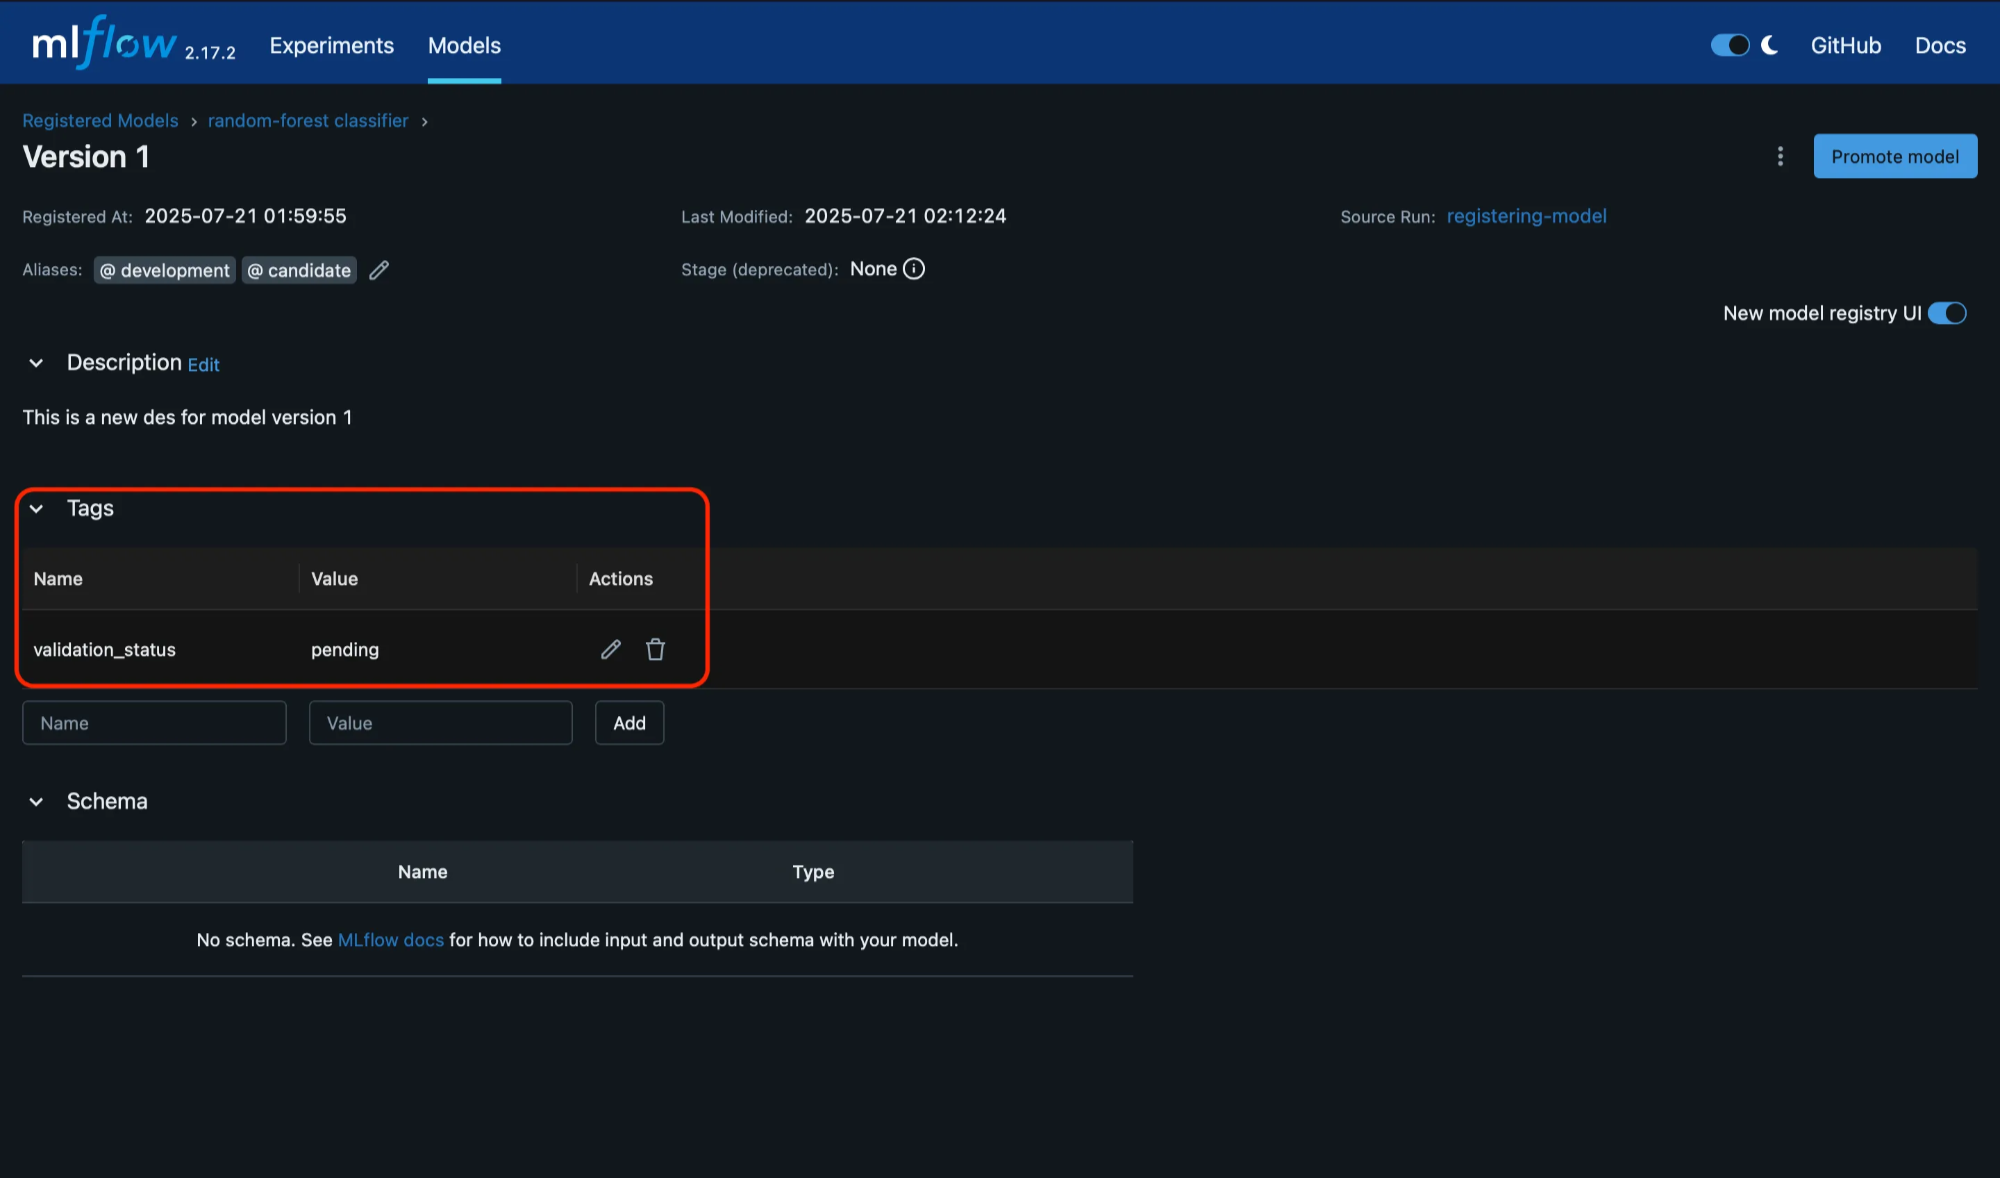 mlflow 2.17.2 Experiments Models GitHub Docs
Registered Models > random-forest classifier >
Version 1
Promote model
Registered At: 2025-07-21 01:59:55 Last Modified: 2025-07-21 02:12:24 Source Run: registering-model
Aliases: @ development @ candidate Stage (deprecated): None
New model registry UI
Description Edit
This is a new des for model version 1
Tags
Name Value Actions
validation_status pending
Name Value Add
Schema
Name Type
No schema. See MLflow docs for how to include input and output schema with your model.